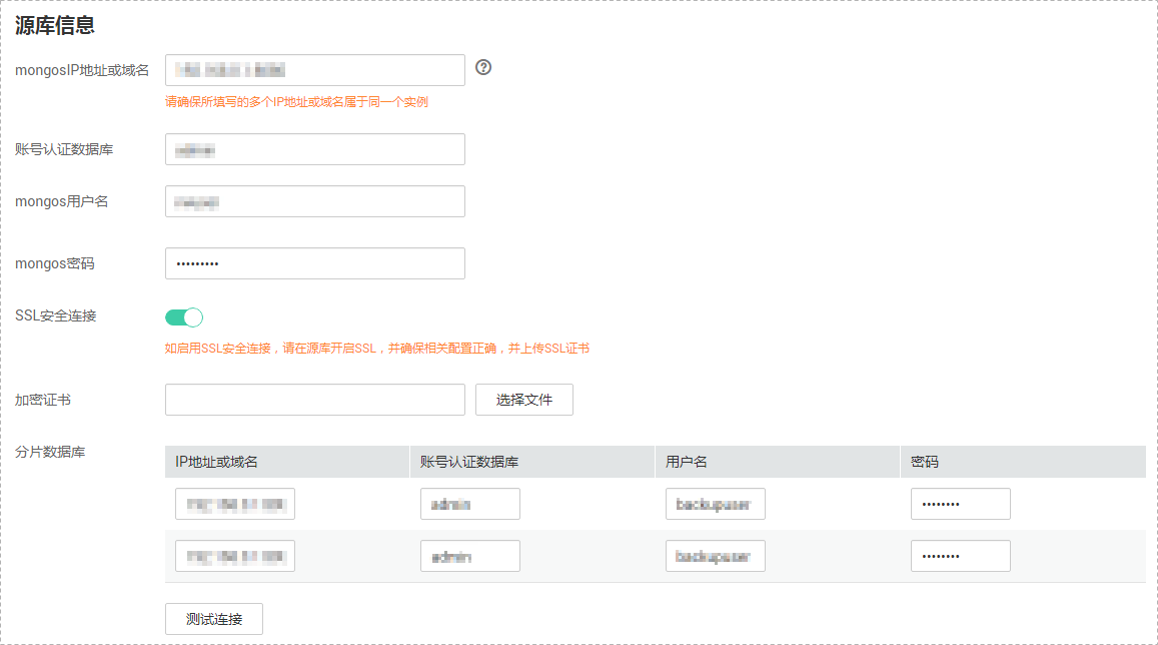 源库信息
mongosIP地址或域名
请确保所填写的多个IP地址或域名属于同一个实例
账号认证数据库
mongos用户名
mongos密码 •••••••••
SSL安全连接
如启用SSL安全连接，请在源库开启SSL，并确保相关配置正确，并上传SSL证书
加密证书 选择文件
分片数据库
IP地址或域名 账号认证数据库 用户名 密码
admin backupuser ••••••••
admin backupuser ••••••••
测试连接